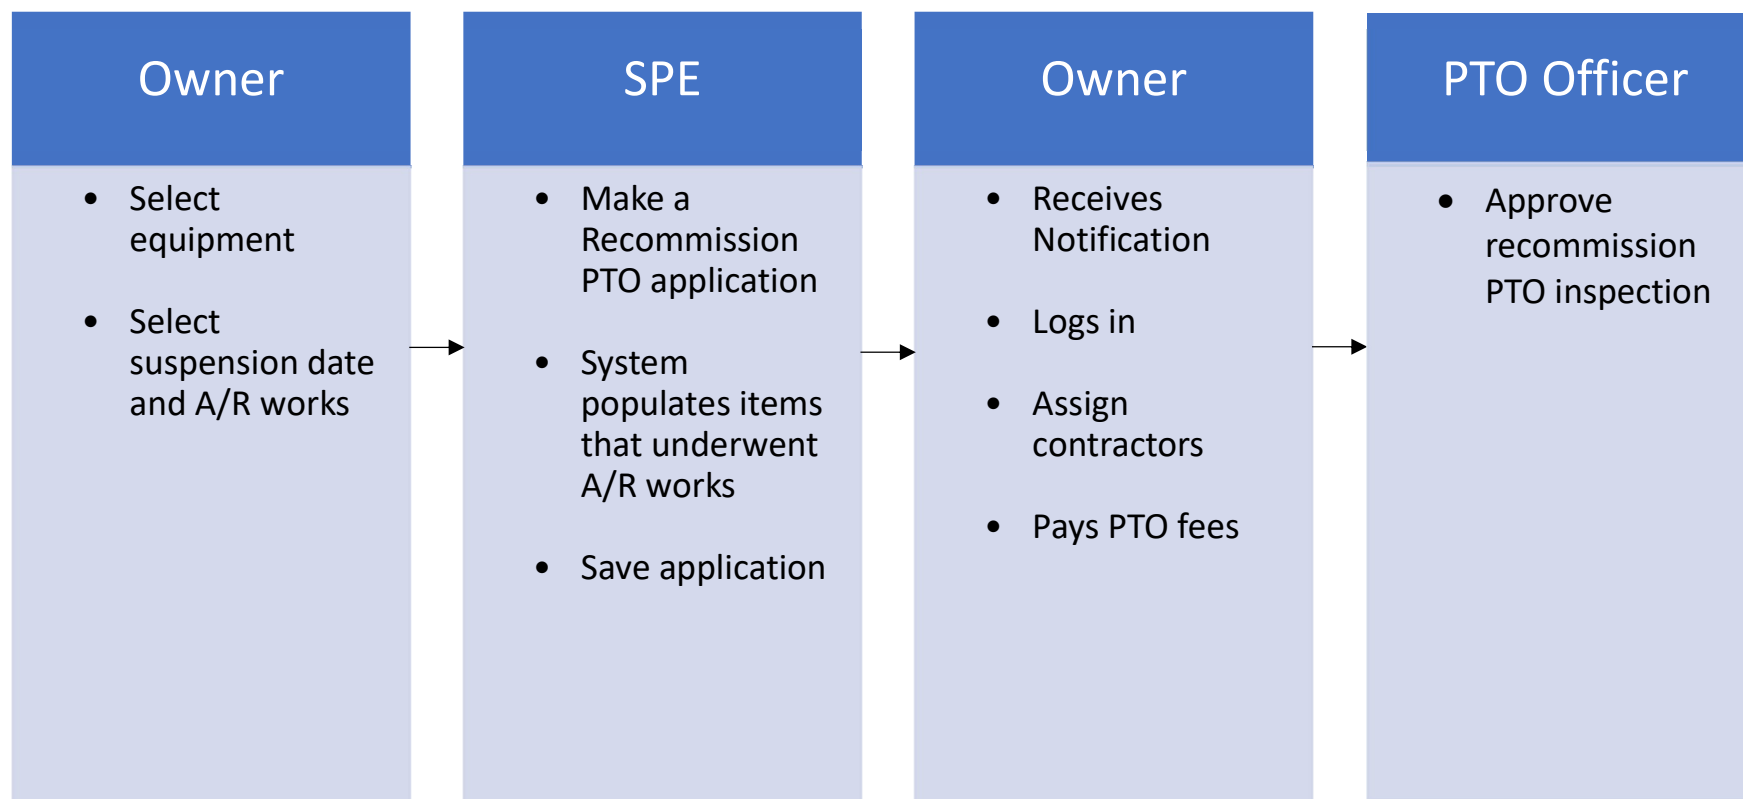 Owner
• Select
equipment
• Select
suspension date
and A/R works
SPE
• Make a
Recommission
PTO application
• System
populates items
that underwent
A/R works
• Save application
Owner
• Receives
Notification
• Logs in
• Assign
contractors
• Pays PTO fees
PTO Officer
• Approve
recommission
PTO inspection